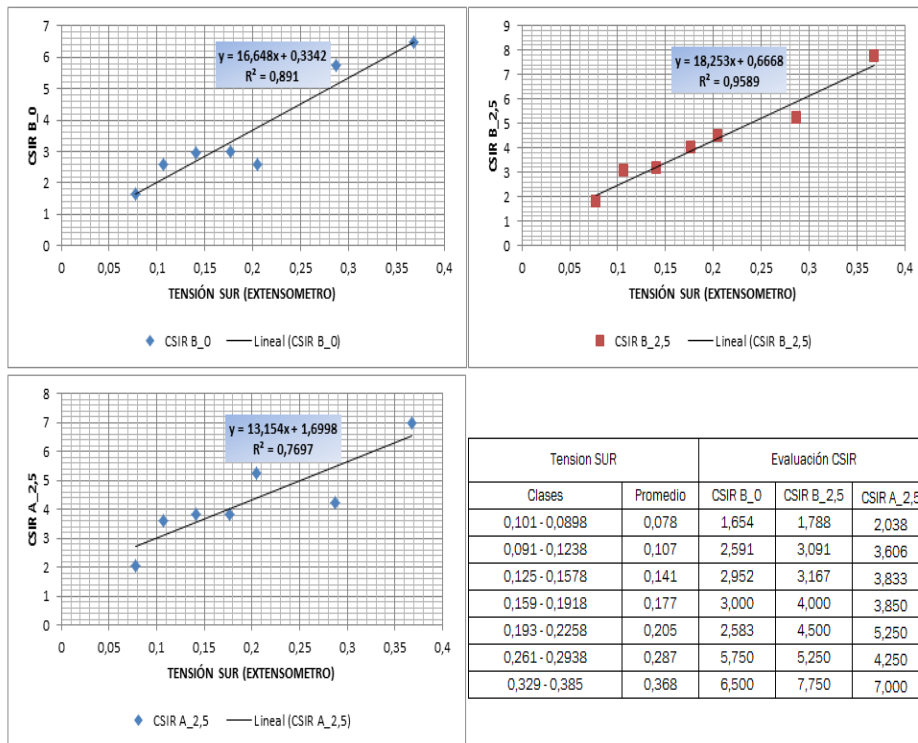 7
6
5
4
3
2
1
0
CSIR B_0
y = 16,648x + 0,3342
R² = 0,891
0 0,05 0,1 0,15 0,2 0,25 0,3 0,35 0,4
TENSIÓN SUR (EXTENSOMETRO)
CSIR B_0 Lineal (CSIR B_0)
9
8
7
6
5
4
3
2
1
0
CSIR B_2,5
y = 18,253x + 0,6668
R² = 0,9589
0 0,05 0,1 0,15 0,2 0,25 0,3 0,35 0,4
TENSIÓN SUR (EXTENSOMETRO)
CSIR B_2,5 Lineal (CSIR B_2,5)
8
7
6
5
4
3
2
1
0
CSIR A_2,5
y = 13,154x + 1,6998
R² = 0,7697
0 0,05 0,1 0,15 0,2 0,25 0,3 0,35 0,4
TENSIÓN SUR (EXTENSOMETRO)
CSIR A_2,5 Lineal (CSIR A_2,5)
Tension SUR Evaluación CSIR
Clases Promedio CSIR B_0 CSIR B_2,5 CSIR A_2,5
0,101 - 0,0898 0,078 1,654 1,788 2,038
0,091 - 0,1238 0,107 2,591 3,091 3,606
0,125 - 0,1578 0,141 2,952 3,167 3,833
0,159 - 0,1918 0,177 3,000 4,000 3,850
0,193 - 0,2258 0,205 2,583 4,500 5,250
0,261 - 0,2938 0,287 5,750 5,250 4,250
0,329 - 0,385 0,368 6,500 7,750 7,000